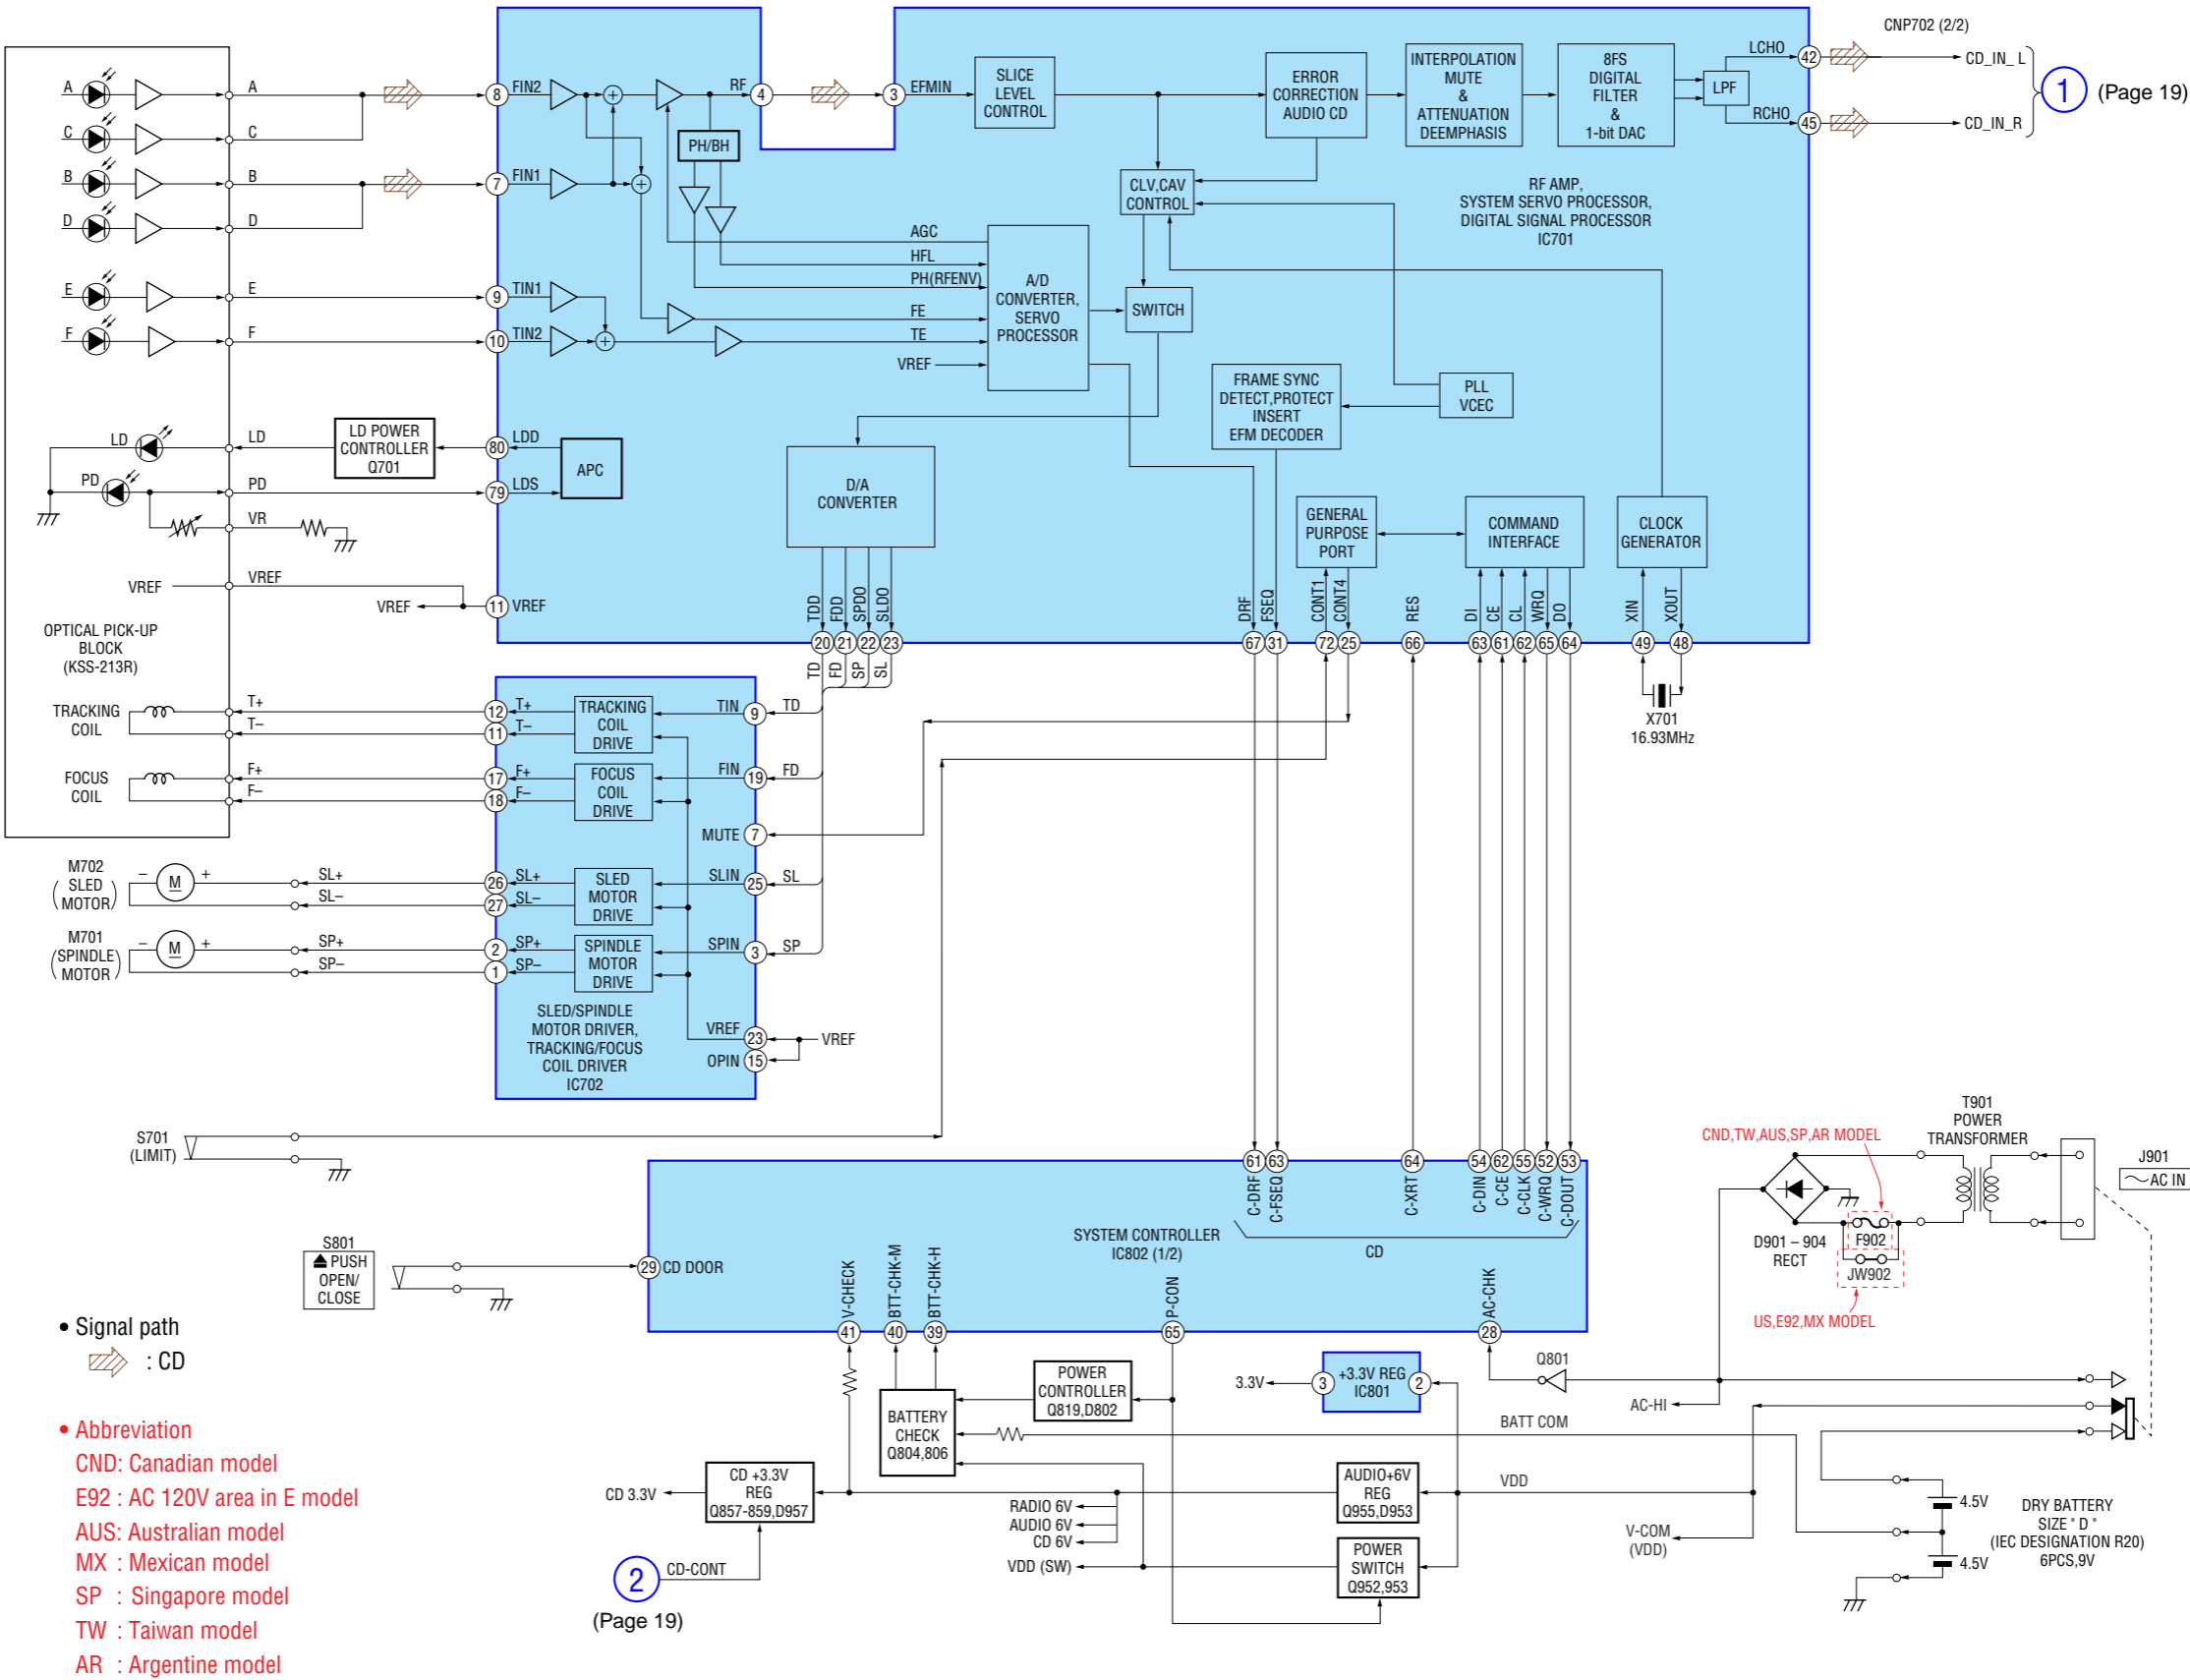 CNP702 (2/2)
A
C
B
D
E
F
A
C
B
D
E
F
8
FIN2
7
FIN1
9
TIN1
10
TIN2
RF
4
3
EFMIN
PH/BH
SLICE
LEVEL
CONTROL
ERROR
CORRECTION
AUDIO CD
INTERPOLATION
MUTE
&
ATTENUATION
DEEMPHASIS
8FS
DIGITAL
FILTER
&
1-bit DAC
LPF
LCHO
42
CD_IN_ L
RCHO
45
CD_IN_R
1
(Page 19)
RF AMP,
SYSTEM SERVO PROCESSOR,
DIGITAL SIGNAL PROCESSOR
IC701
CLV,CAV
CONTROL
AGC
HFL
PH(RFENV)
FE
TE
VREF
A/D
CONVERTER,
SERVO
PROCESSOR
SWITCH
FRAME SYNC
DETECT,PROTECT
INSERT
EFM DECODER
PLL
VCEC
LD
PD
LD
PD
VR
VREF
VREF
LD POWER
CONTROLLER
Q701
80
LDD
79
LDS
APC
VREF
11
VREF
D/A
CONVERTER
GENERAL
PURPOSE
PORT
COMMAND
INTERFACE
CLOCK
GENERATOR
TDD
FDD
SPDO
SLDO
DRF
FSEQ
CONT1
CONT4
RES
DI
CE
CL
WRQ
DO
XIN
XOUT
20
21
22
23
67
31
72
25
66
63
61
62
65
64
49
48
TD
FD
SP
SL
X701
16.93MHz
OPTICAL PICK-UP
BLOCK
(KSS-213R)
TRACKING
COIL
FOCUS
COIL
T+
T–
F+
F–
12
T+
11
T–
17
F+
18
F–
TRACKING
COIL
DRIVE
FOCUS
COIL
DRIVE
TIN
9
TD
FIN
19
FD
MUTE
7
M702
(SLED
MOTOR)
–
M
+
SL+
SL–
26
SL+
27
SL–
SLED
MOTOR
DRIVE
SLIN
25
SL
M701
(SPINDLE
MOTOR)
–
M
+
SP+
SP–
2
SP+
1
SP–
SPINDLE
MOTOR
DRIVE
SPIN
3
SP
SLED/SPINDLE
MOTOR DRIVER,
TRACKING/FOCUS
COIL DRIVER
IC702
VREF
23
VREF
OPIN
15
S701
(LIMIT)
S801
PUSH
OPEN/
CLOSE
29
CD DOOR
61
63
64
54
62
55
52
53
C-DRF
C-FSEQ
C-XRT
C-DIN
C-CE
C-CLK
C-WRQ
C-DOUT
CD
SYSTEM CONTROLLER
IC802 (1/2)
V-CHECK
BTT-CHK-M
BTT-CHK-H
P-CON
AC-CHK
41
40
39
65
28
T901
POWER
TRANSFORMER
CND,TW,AUS,SP,AR MODEL
J901
AC IN
D901 – 904
RECT
F902
JW902
US,E92,MX MODEL
Q801
AC-HI
POWER
CONTROLLER
Q819,D802
3.3V
3
+3.3V REG
IC801
2
BATTERY
CHECK
Q804,806
BATT COM
CD 3.3V
CD +3.3V
REG
Q857-859,D957
RADIO 6V
AUDIO 6V
CD 6V
AUDIO+6V
REG
Q955,D953
VDD
VDD (SW)
POWER
SWITCH
Q952,953
V-COM
(VDD)
4.5V
4.5V
DRY BATTERY
SIZE " D "
(IEC DESIGNATION R20)
6PCS,9V
2
CD-CONT
(Page 19)
• Signal path
: CD
• Abbreviation
CND: Canadian model
E92 : AC 120V area in E model
AUS: Australian model
MX : Mexican model
SP : Singapore model
TW : Taiwan model
AR : Argentine model